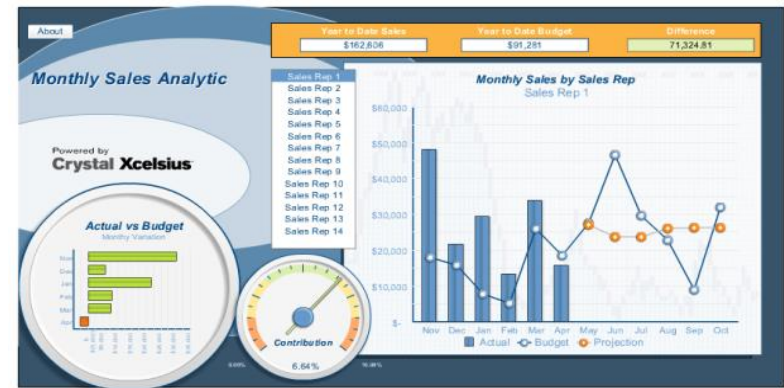 About
Year to Date Sales
Year to Date Budget
Difference
$162,606
$91,281
71,324.81
Monthly Sales Analytic
Powered by
Crystal Xcelsius
Sales Rep 1
Sales Rep 2
Sales Rep 3
Sales Rep 4
Sales Rep 5
Sales Rep 6
Sales Rep 7
Sales Rep 8
Sales Rep 9
Sales Rep 10
Sales Rep 11
Sales Rep 12
Sales Rep 13
Sales Rep 14
Monthly Sales by Sales Rep
Sales Rep 1
$60,000
$50,000
$40,000
$30,000
$20,000
$10,000
$-
Nov Dec Jan Feb Mar Apr May Jun Jul Aug Sep Oct
Actual Budget Projection
Actual vs Budget
Monthly Variation
Nov
Dec
Jan
Feb
Mar
Apr
Contribution
6.64%
0.00%